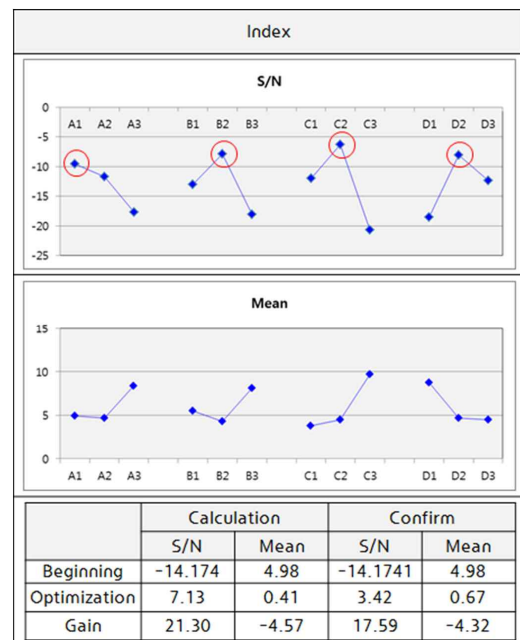 Index
S/N
0
A1 A2 A3 B1 B2 B3 C1 C2 C3 D1 D2 D3
-5
-10
-15
-20
-25
Mean
15
10
5
0
A1 A2 A3 B1 B2 B3 C1 C2 C3 D1 D2 D3
Calculation Confirm
S/N Mean S/N Mean
Beginning -14.174 4.98 -14.1741 4.98
Optimization 7.13 0.41 3.42 0.67
Gain 21.30 -4.57 17.59 -4.32